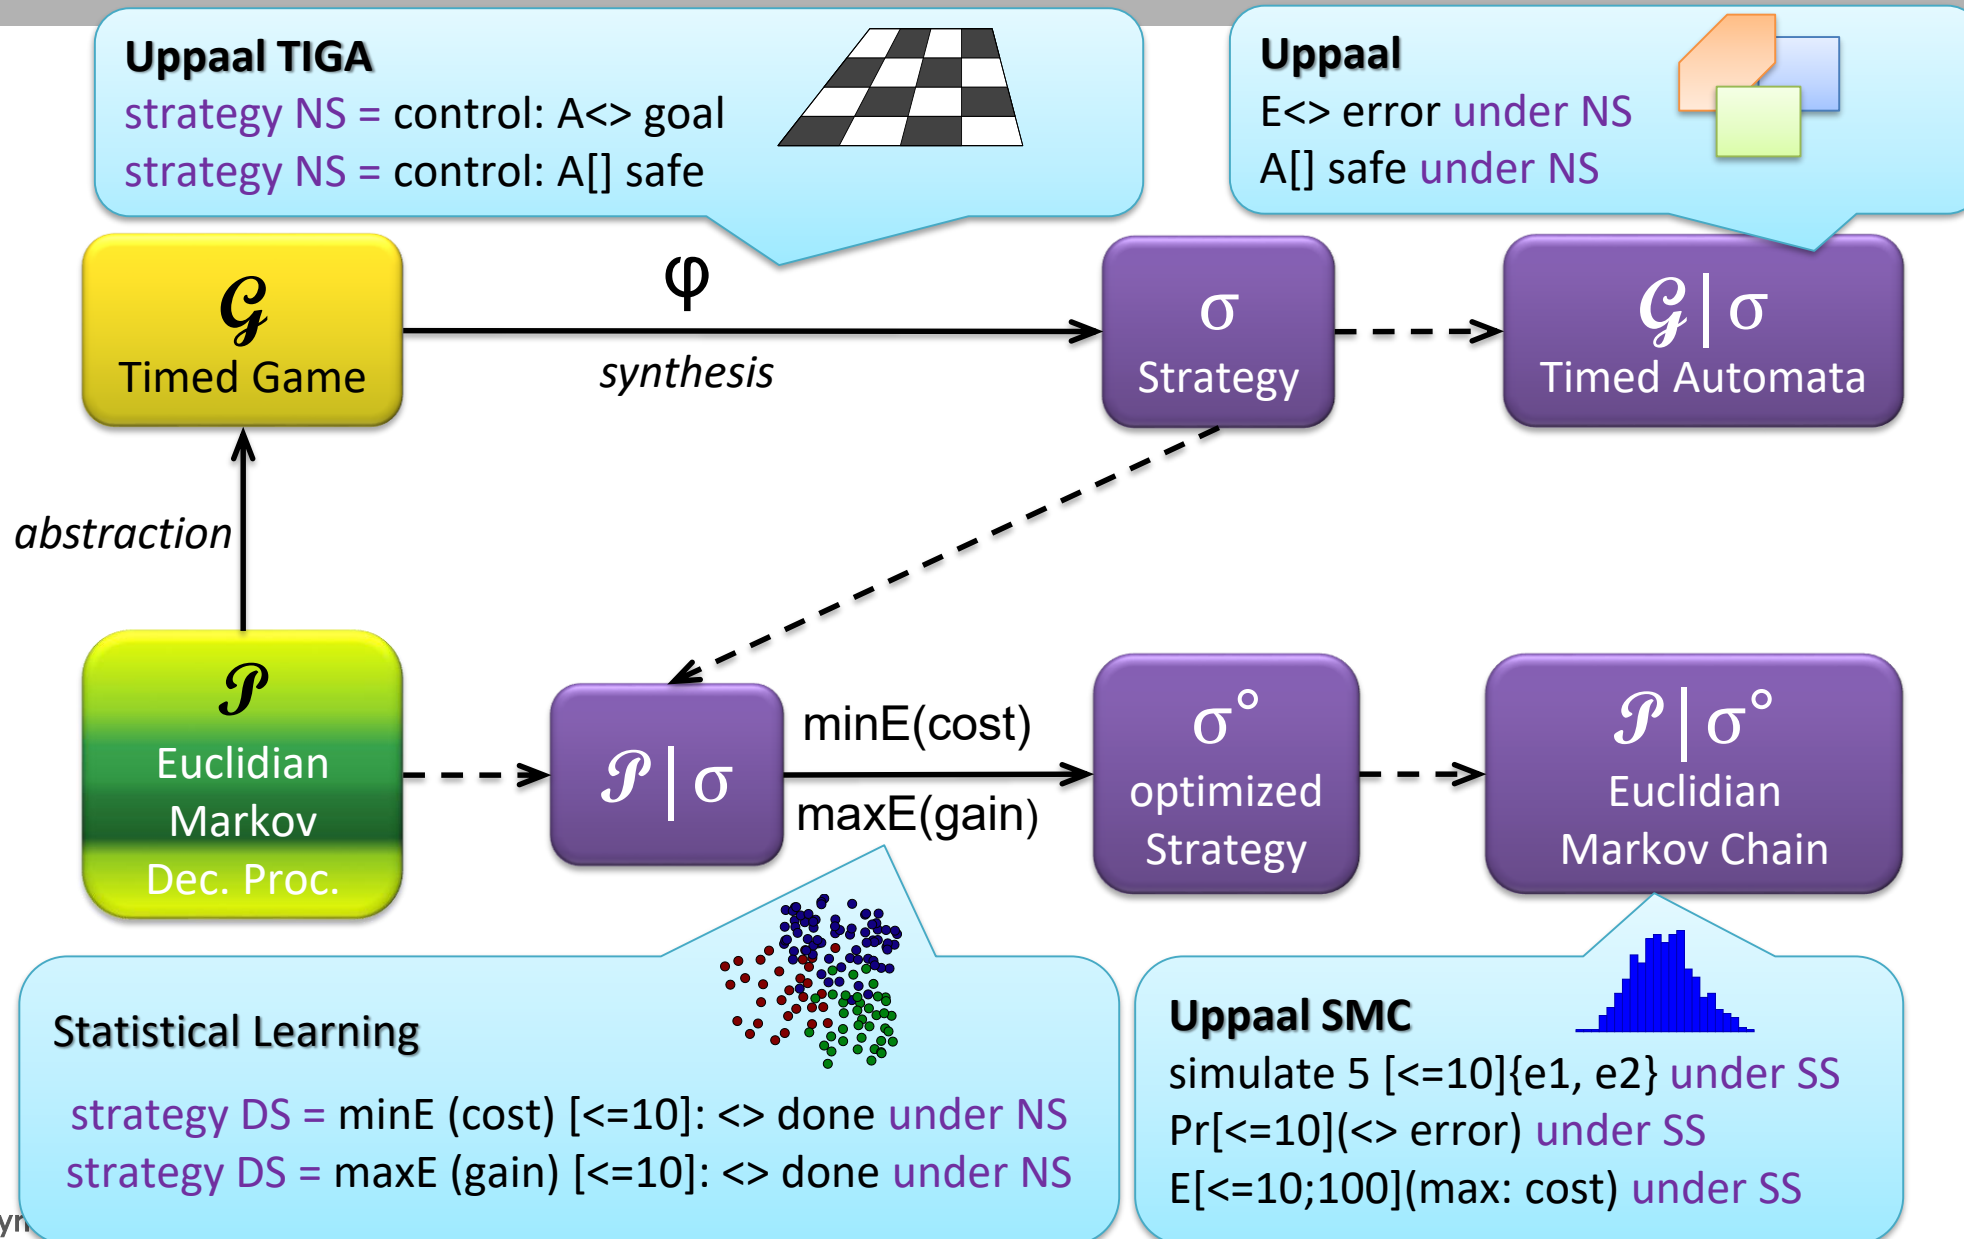 Uppaal TIGA
strategy NS = control: A<> goal
strategy NS = control: A[] safe
Uppaal
E<> error under NS
A[] safe under NS
𝓖
Timed Game
φ
synthesis
σ
Strategy
𝓖 | σ
Timed Automata
abstraction
𝓟
Euclidian
Markov
Dec. Proc.
𝓟 | σ
minE(cost)
maxE(gain)
σ°
optimized
Strategy
𝓟 | σ°
Euclidian
Markov Chain
Statistical Learning
strategy DS = minE (cost) [<=10]: <> done under NS
strategy DS = maxE (gain) [<=10]: <> done under NS
Uppaal SMC
simulate 5 [<=10]{e1, e2} under SS
Pr[<=10](<> error) under SS
E[<=10;100](max: cost) under SS